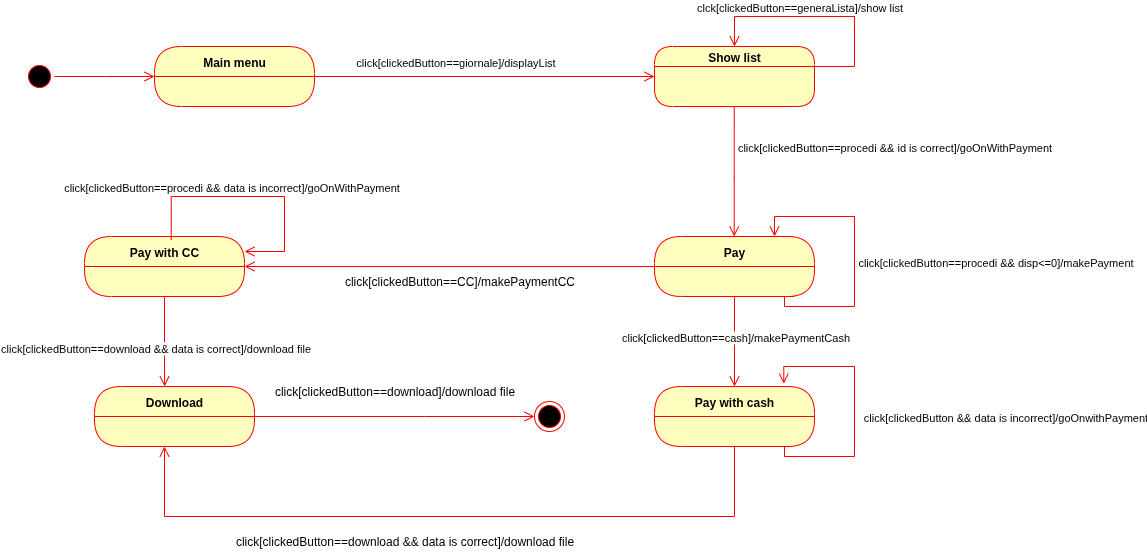 clck[clickedButton==generaLista]/show list
Main menu
click[clickedButton==giornale]/displayList
Show list
click[clickedButton==procedi && id is correct]/goOnWithPayment
click[clickedButton==procedi && data is incorrect]/goOnWithPayment
Pay with CC
Pay
click[clickedButton==procedi && disp<=0]/makePayment
click[clickedButton==CC]/makePaymentCC
click[clickedButton==cash]/makePaymentCash
click[clickedButton==download && data is correct]/download file
click[clickedButton==download]/download file
Download
Pay with cash
click[clickedButton && data is incorrect]/goOnwithPayment
click[clickedButton==download && data is correct]/download file